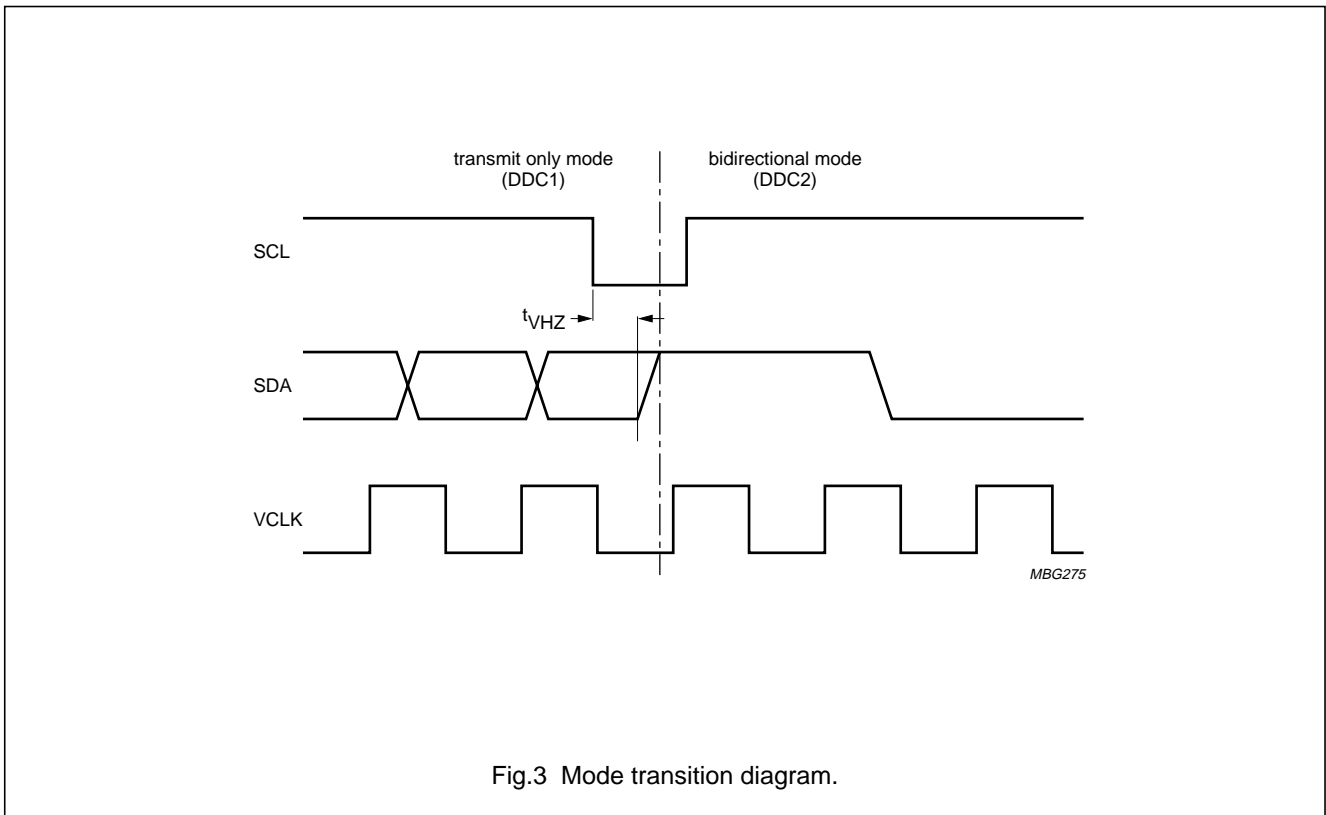 transmit only mode
(DDC1)
bidirectional mode
(DDC2)
SCL
tVHZ
SDA
VCLK
MBG275
Fig.3 Mode transition diagram.